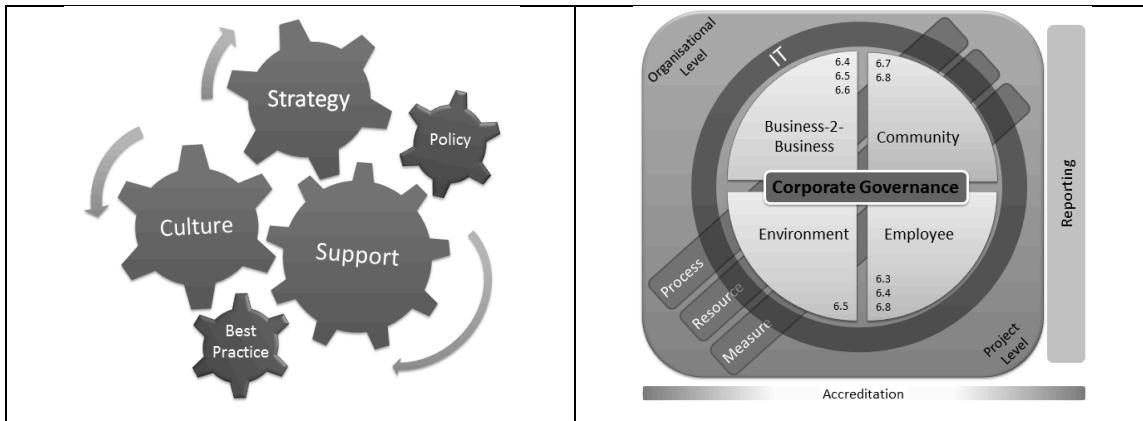 Strategy
Policy
Culture
Support
Best
Practice
Organisational
Level
IT
6.4
6.5
6.6
6.7
6.8
Business-2-
Business
Community
Corporate Governance
Environment
Employee
6.3
6.4
6.8
6.5
Process
Resource
Measure
Project
Level
Reporting
Accreditation